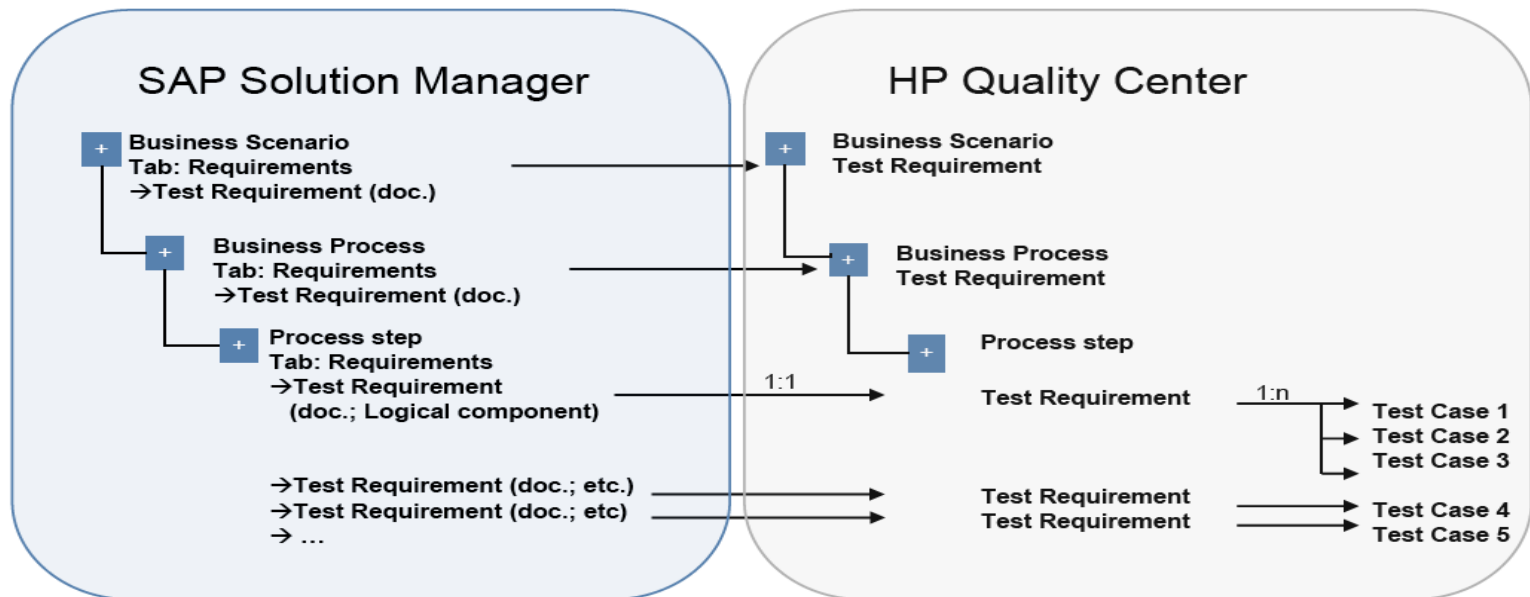 SAP Solution Manager
+ Business Scenario
Tab: Requirements
→Test Requirement (doc.)
+ Business Process
Tab: Requirements
→Test Requirement (doc.)
+ Process step
Tab: Requirements
→Test Requirement
(doc.; Logical component)
→Test Requirement (doc.; etc.)
→Test Requirement (doc.; etc)
→ ...
1:1
HP Quality Center
+ Business Scenario
Test Requirement
+ Business Process
Test Requirement
+ Process step
Test Requirement
1:n
Test Case 1
Test Case 2
Test Case 3
Test Requirement
Test Requirement
Test Case 4
Test Case 5